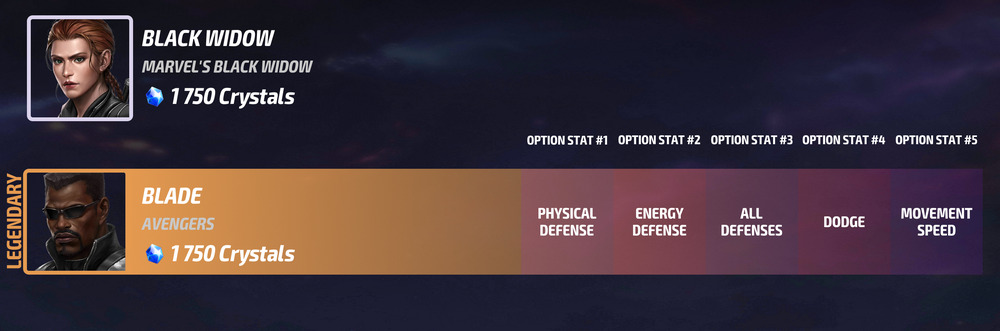 BLACK WIDOW
MARVEL'S BLACK WIDOW
1 750 Crystals
OPTION STAT #1 OPTION STAT #2 OPTION STAT #3 OPTION STAT #4 OPTION STAT #5
LEGENDARY
BLADE
AVENGERS
1 750 Crystals
PHYSICAL
DEFENSE
ENERGY
DEFENSE
ALL
DEFENSES
DODGE
MOVEMENT
SPEED